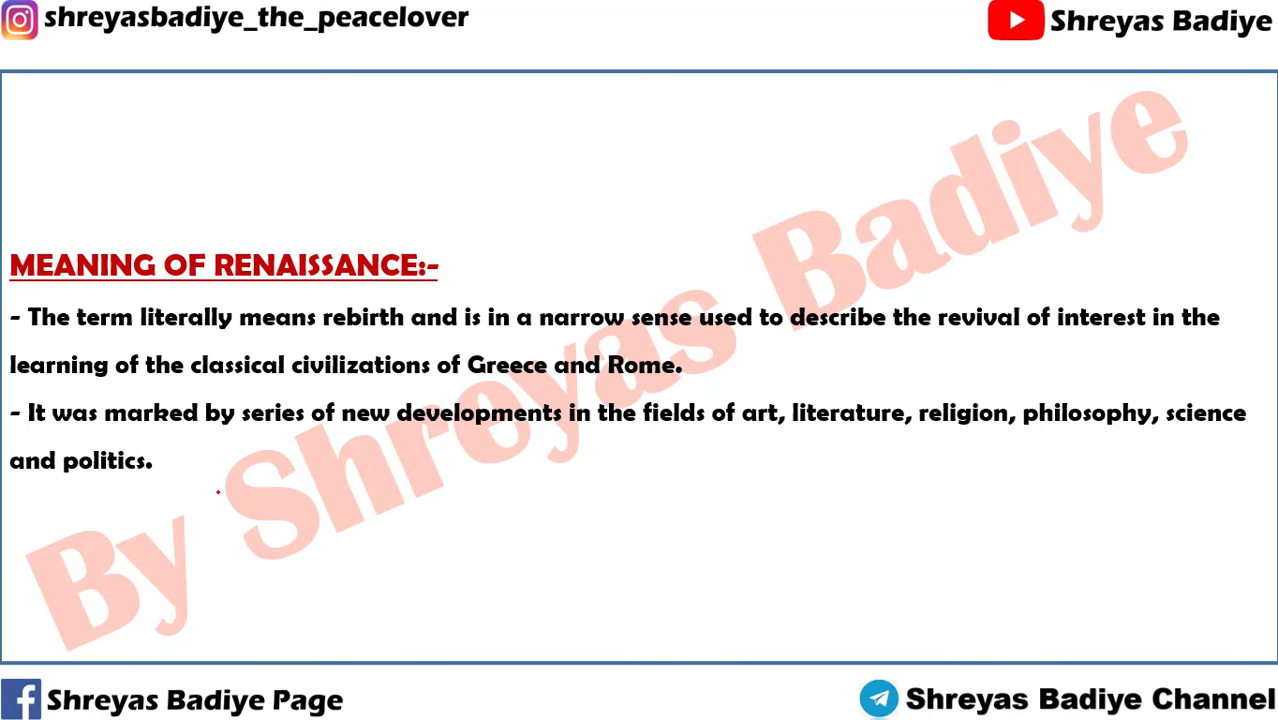 shreyasbadiye_the_peacelover
Shreyas Badiye
MEANING OF RENAISSANCE:-
- The term literally means rebirth and is in a narrow sense used to describe the revival of interest in the
learning of the classical civilizations of Greece and Rome.
- It was marked by series of new developments in the fields of art, literature, religion, philosophy, science
and politics.
By Shreyas Badiye
Shreyas Badiye Page
Shreyas Badiye Channel